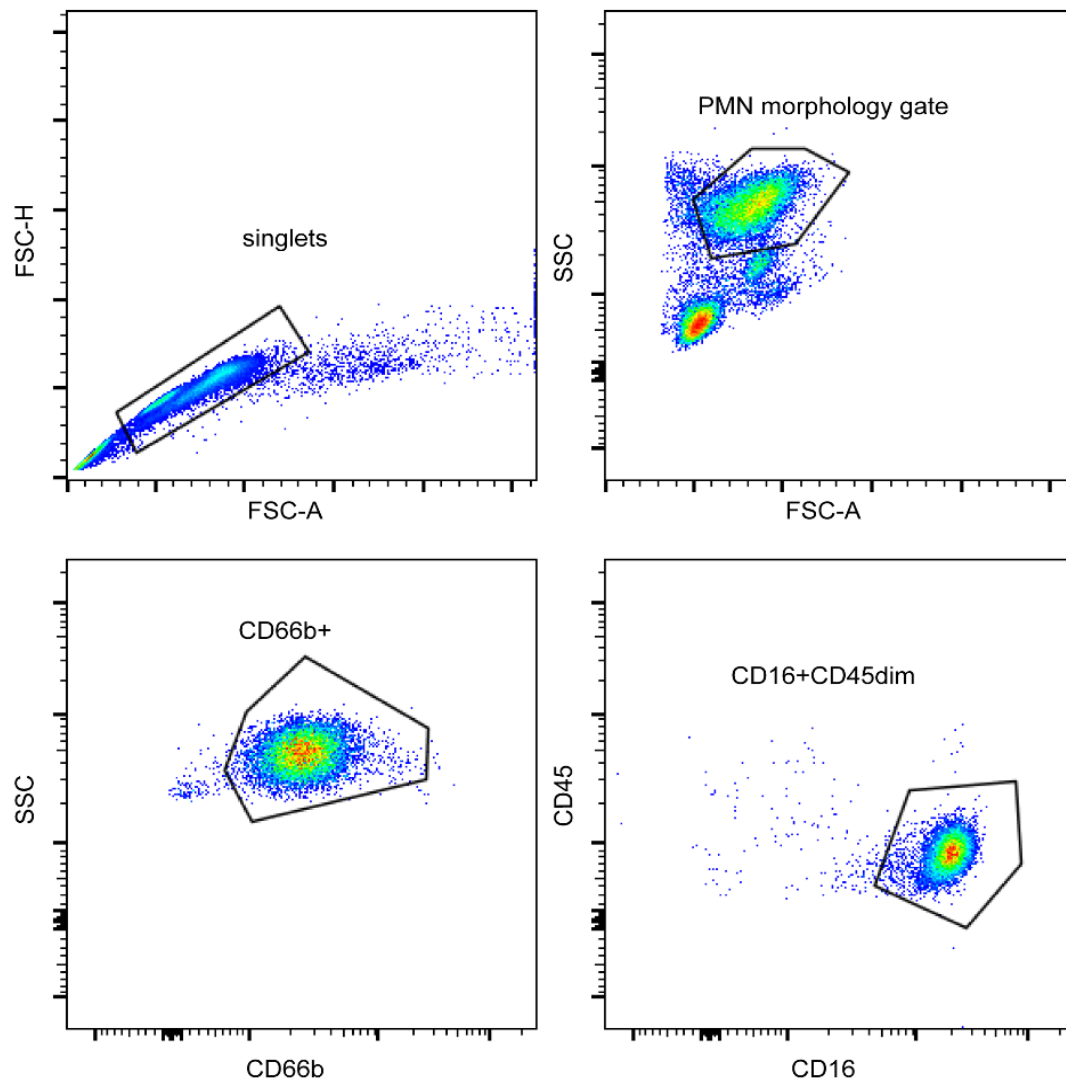 FSC-H
singlets
FSC-A
SSC
PMN morphology gate
FSC-A
SSC
CD66b+
CD66b
CD45
CD16+CD45dim
CD16